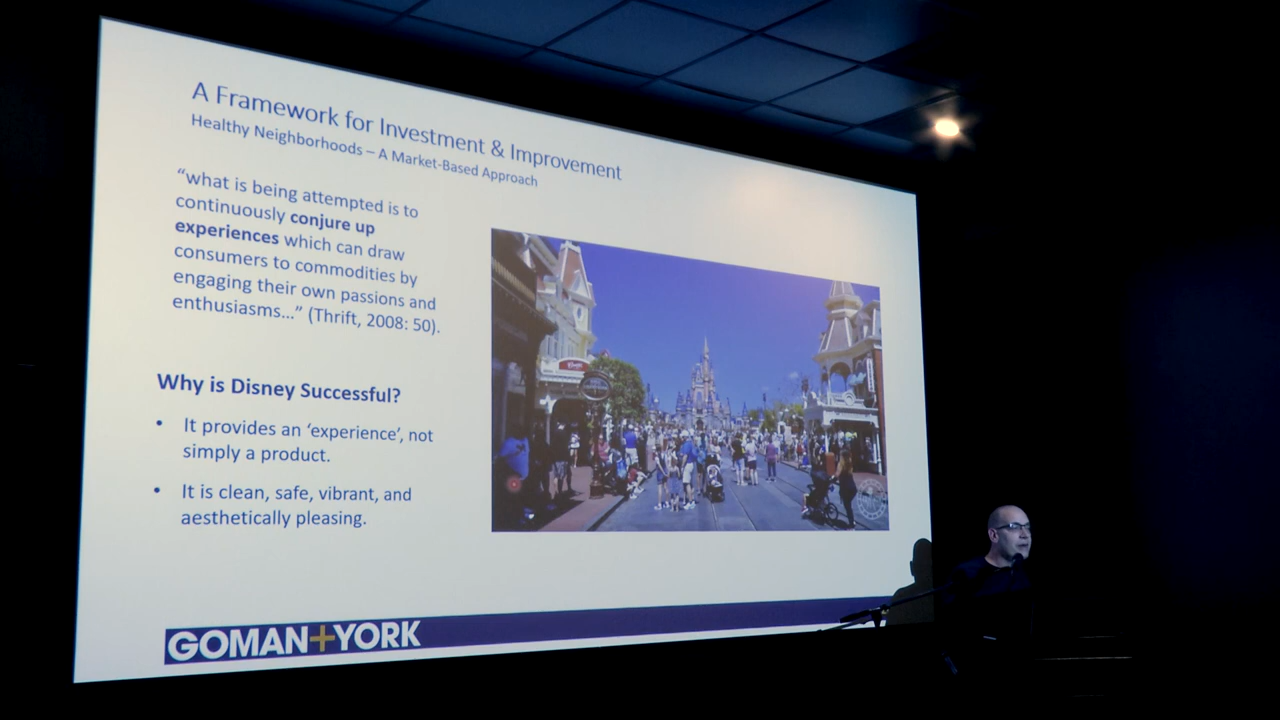 A Framework for Investment & Improvement
Healthy Neighborhoods – A Market-Based Approach
“what is being attempted is to
continuously conjure up
experiences which can draw
consumers to commodities by
engaging their own passions and
enthusiasms…” (Thrift, 2008: 50).
Why is Disney Successful?
• It provides an ‘experience’, not
simply a product.
• It is clean, safe, vibrant, and
aesthetically pleasing.
GOMAN+YORK